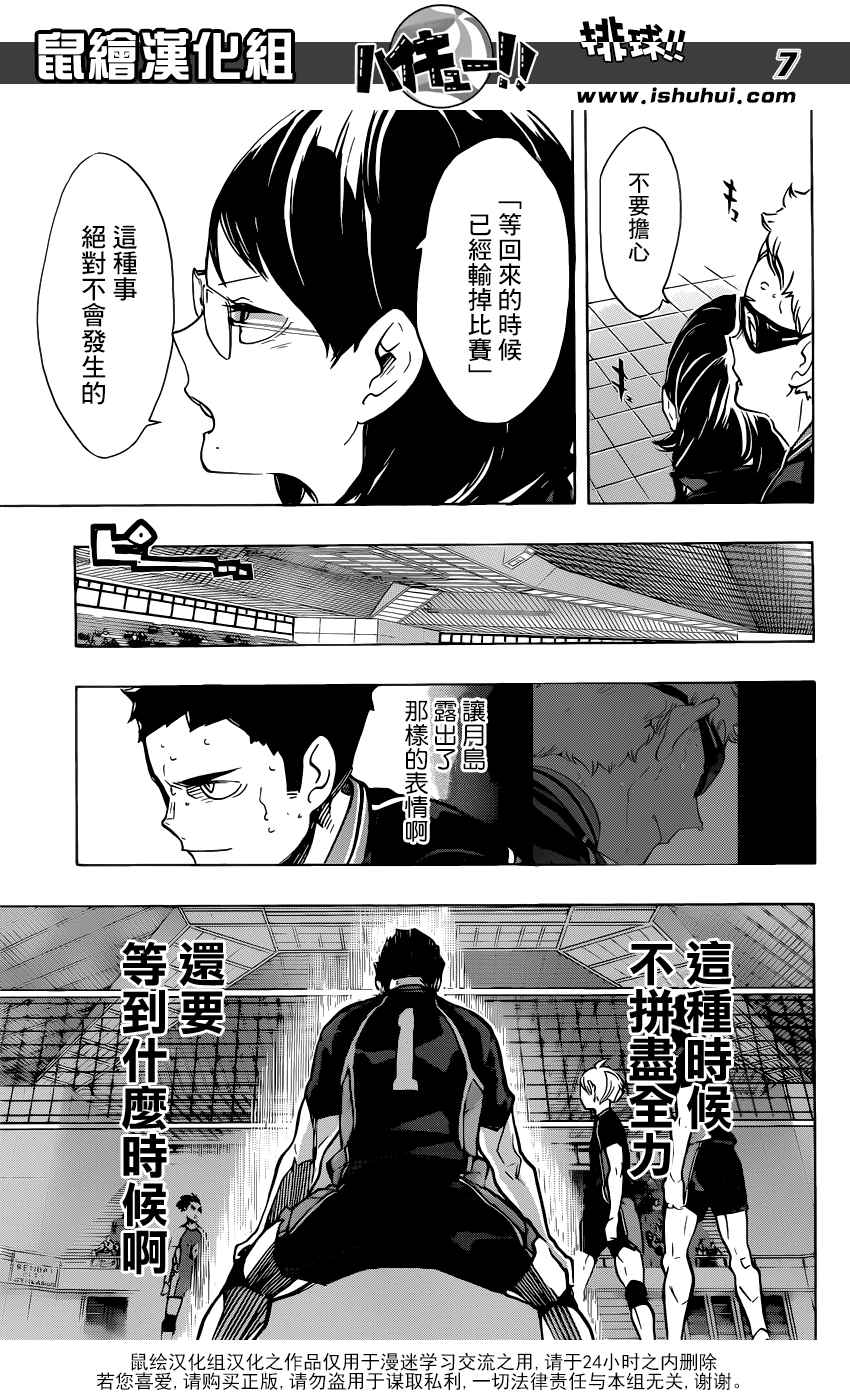 鼠繪漢化組
ハイキュー!!
排球!!
7
www.ishuhui.com
不要擔心
「等回來的時候
已經輸掉比賽」
這種事
絕對不會發生的
ピー
讓月島
露出了
那樣的表情啊
這種時候
不拼盡全力
還要
等到什麼時候啊
1
鼠绘汉化组汉化之作品仅用于漫迷学习交流之用,请于24小时之内删除
若您喜爱,请购买正版,请勿盗用于谋取私利,一切法律责任与本组无关,谢谢。